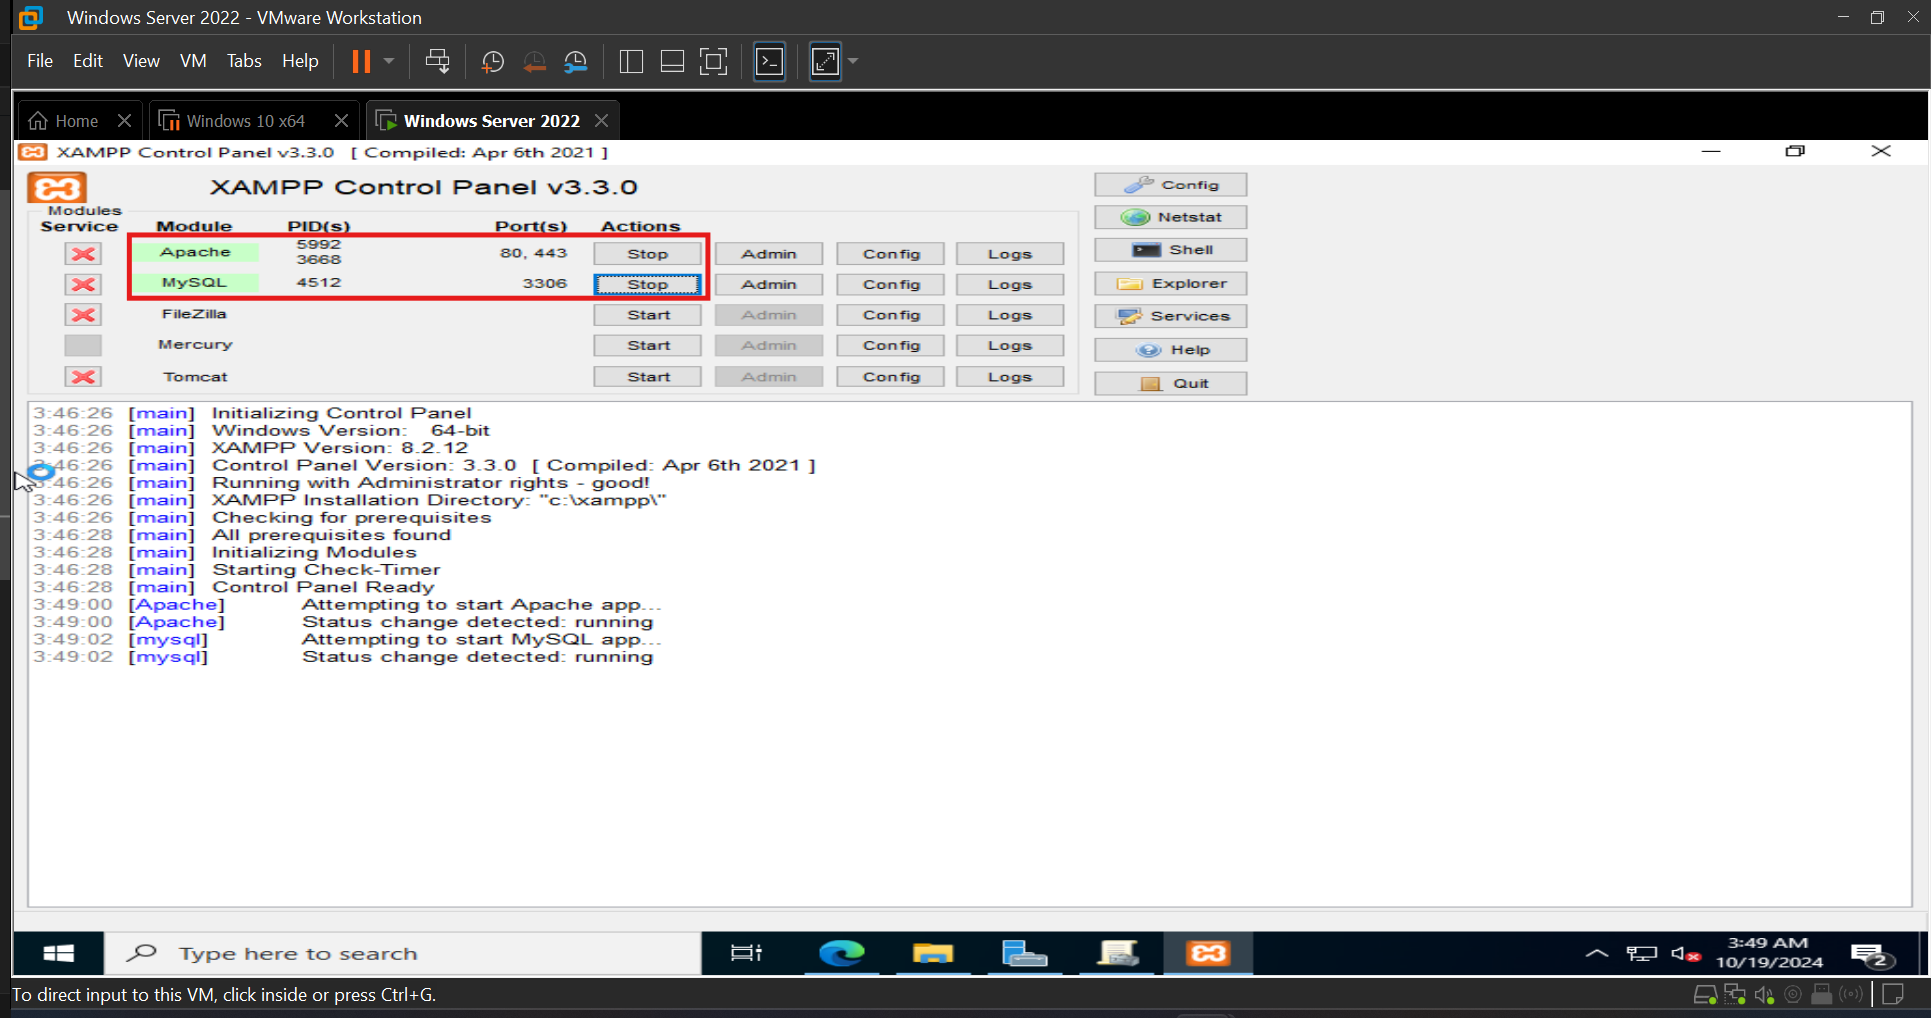 Windows Server 2022 - VMware Workstation
File Edit View VM Tabs Help
Home Windows 10 x64 Windows Server 2022
XAMPP Control Panel v3.3.0 [ Compiled: Apr 6th 2021 ]
XAMPP Control Panel v3.3.0
Config
Modules
Service Module PID(s) Port(s) Actions
Netstat
Apache 5992 3668 80, 443 Stop Admin Config Logs
Shell
MySQL 4512 3306 Stop Admin Config Logs
Explorer
FileZilla Start Admin Config Logs
Services
Mercury Start Admin Config Logs
Help
Tomcat Start Admin Config Logs
Quit
3:46:26 [main] Initializing Control Panel
3:46:26 [main] Windows Version: 64-bit
3:46:26 [main] XAMPP Version: 8.2.12
3:46:26 [main] Control Panel Version: 3.3.0 [ Compiled: Apr 6th 2021 ]
3:46:26 [main] Running with Administrator rights - good!
3:46:26 [main] XAMPP Installation Directory: "c:\xampp\"
3:46:26 [main] Checking for prerequisites
3:46:28 [main] All prerequisites found
3:46:28 [main] Initializing Modules
3:46:28 [main] Starting Check-Timer
3:46:28 [main] Control Panel Ready
3:49:00 [Apache] Attempting to start Apache app...
3:49:00 [Apache] Status change detected: running
3:49:02 [mysql] Attempting to start MySQL app...
3:49:02 [mysql] Status change detected: running
Type here to search
3:49 AM
10/19/2024
2
To direct input to this VM, click inside or press Ctrl+G.